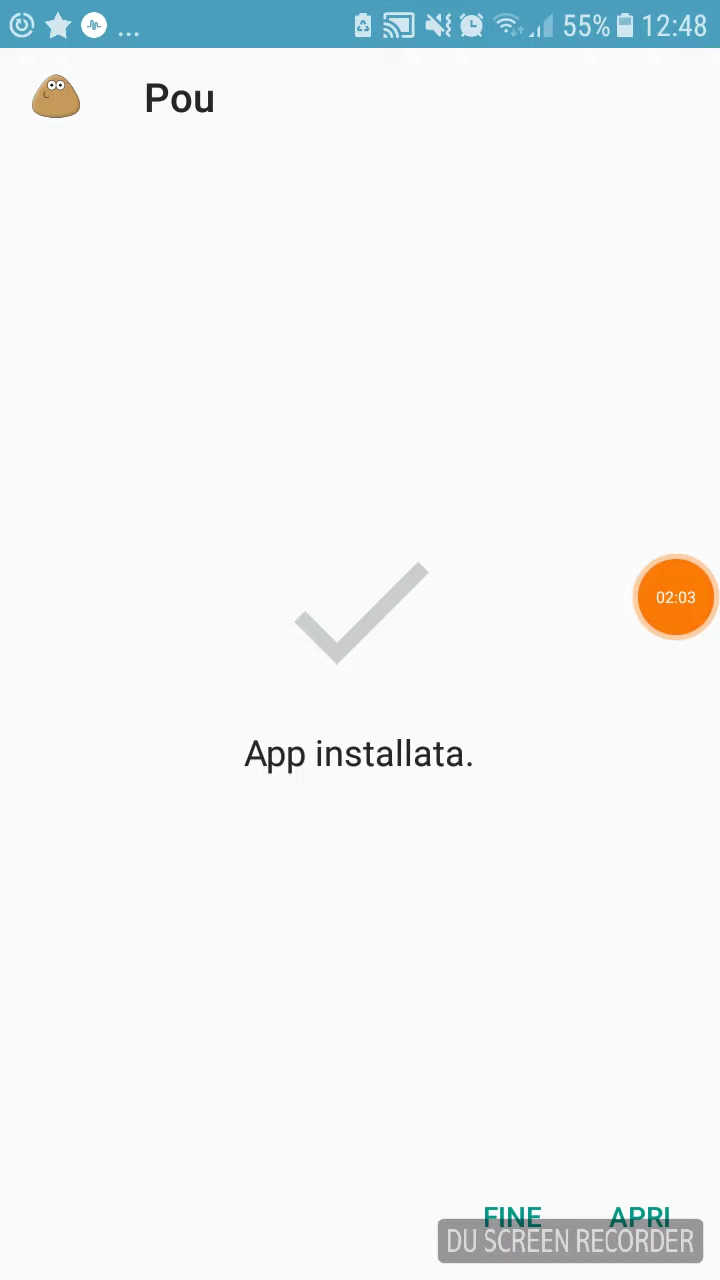 ... 55% 12:48
Pou
02:03
App installata.
FINE APRI
DU SCREEN RECORDER